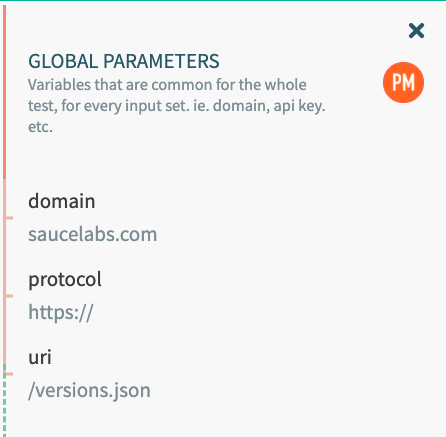 GLOBAL PARAMETERS
Variables that are common for the whole
test, for every input set. ie. domain, api key.
etc.
PM
domain
saucelabs.com
protocol
https://
uri
/versions.json